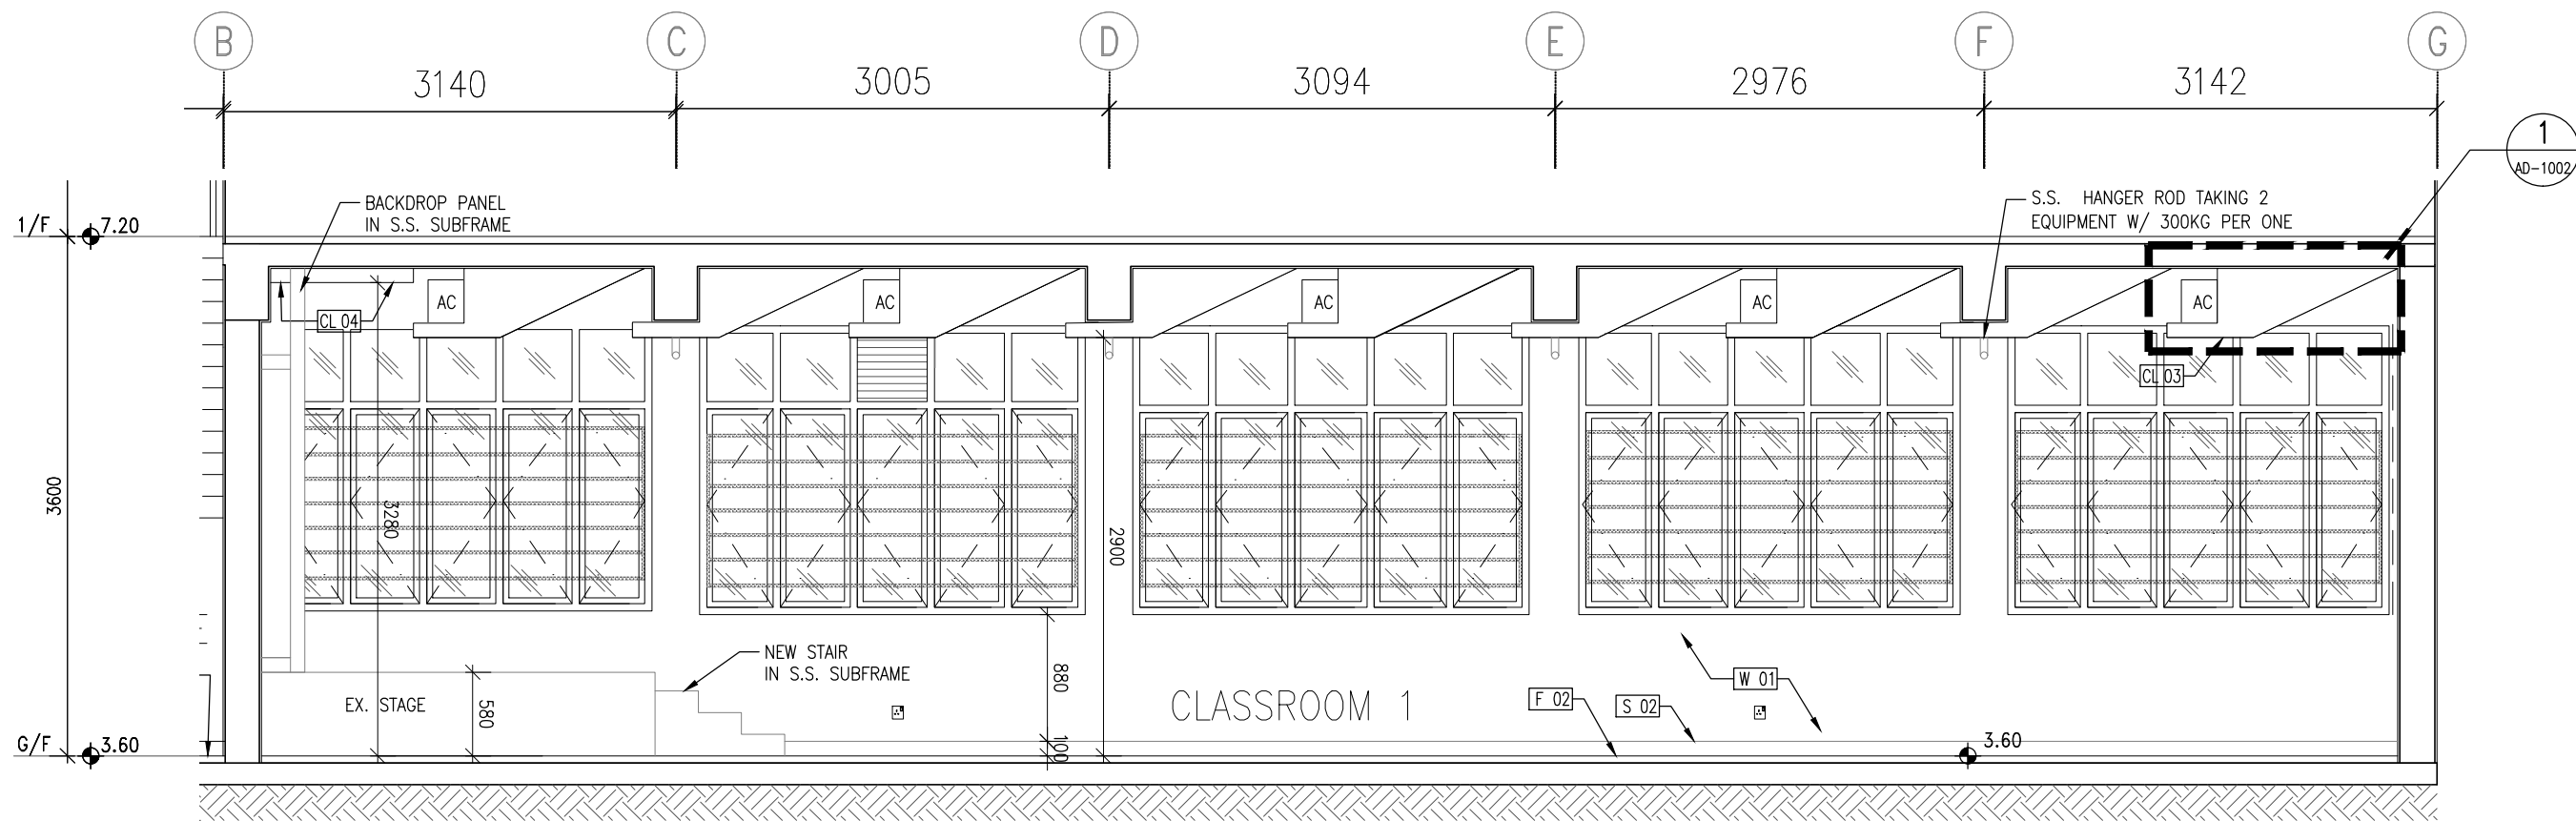 B
C
D
E
F
G
3140
3005
3094
2976
3142
1
AD-1002
BACKDROP PANEL
IN S.S. SUBFRAME
S.S. HANGER ROD TAKING 2
EQUIPMENT W/ 300KG PER ONE
1/F
7.20
AC
AC
AC
AC
AC
CL 04
CL 03
3600
3280
2900
NEW STAIR
IN S.S. SUBFRAME
880
W 01
EX. STAGE
580
CLASSROOM 1
F 02
S 02
G/F
3.60
100
3.60